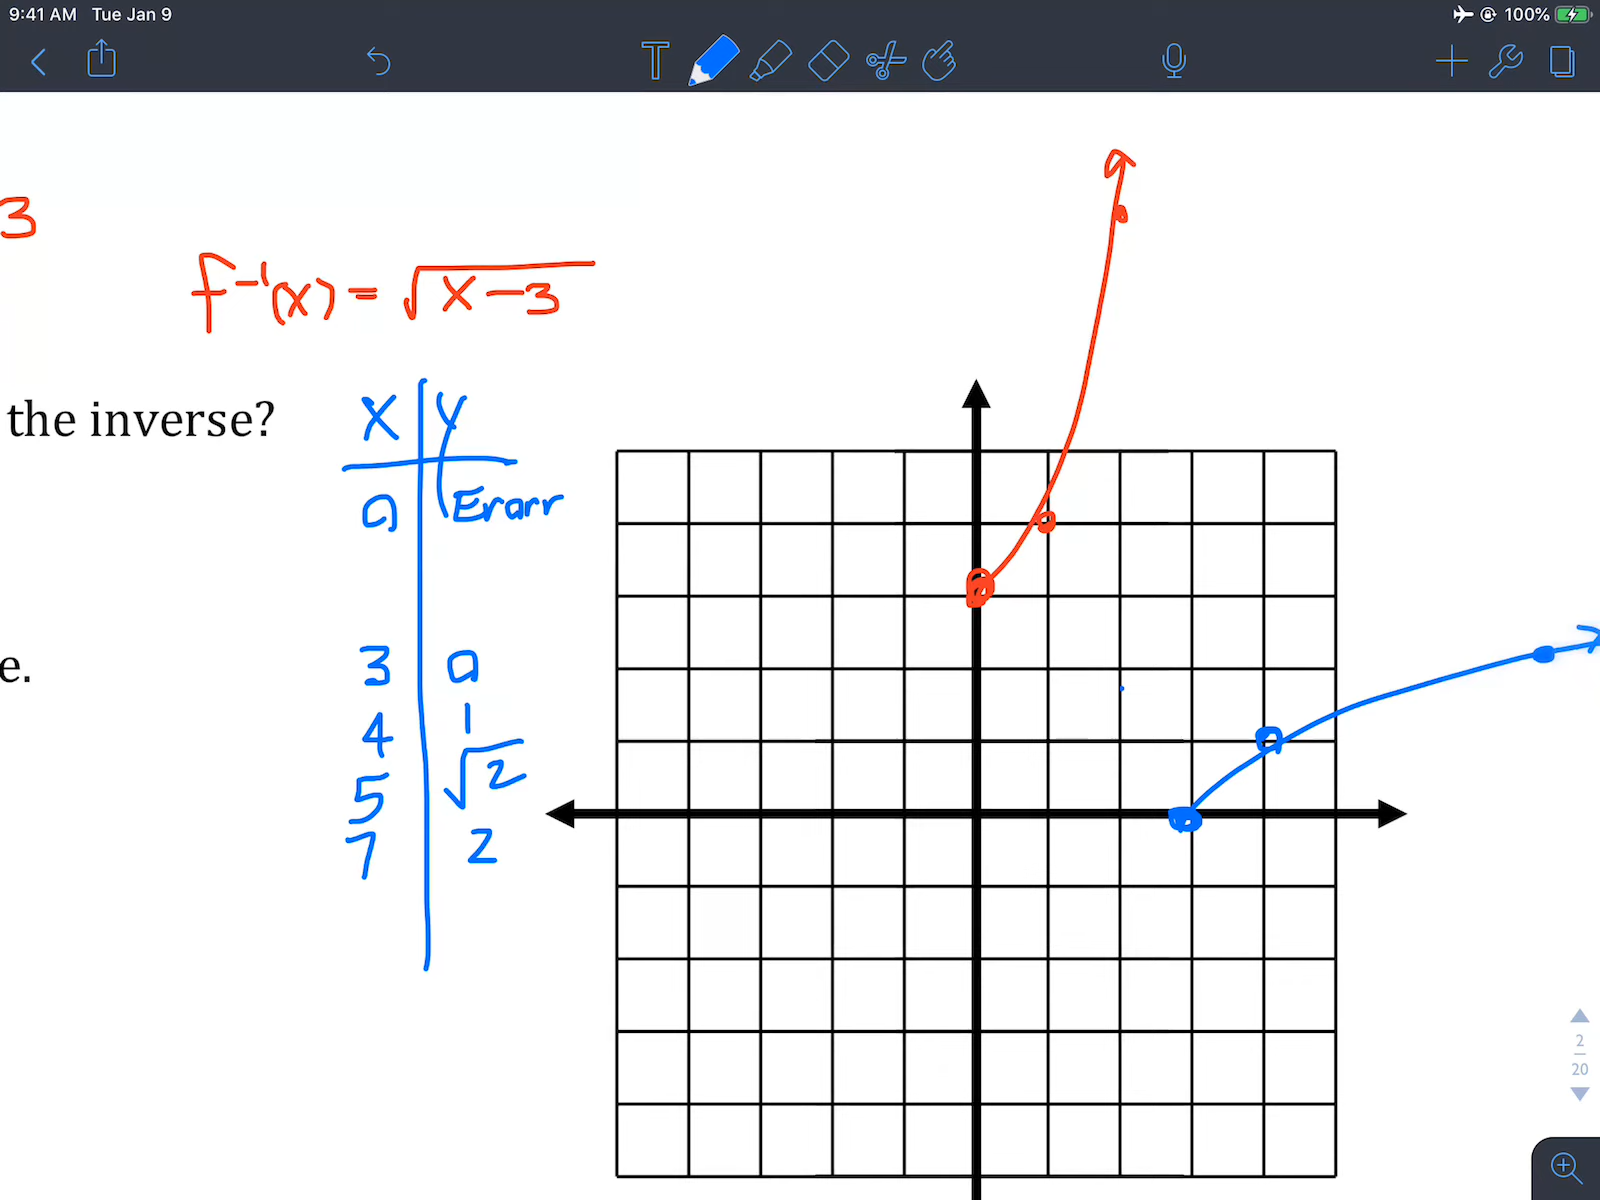 9:41 AM Tue Jan 9 100%
T
3
f⁻¹(x) = √x-3
the inverse?
x y
0 Erorr
e.
3 0
4 1
5 √2
7 2
2
20